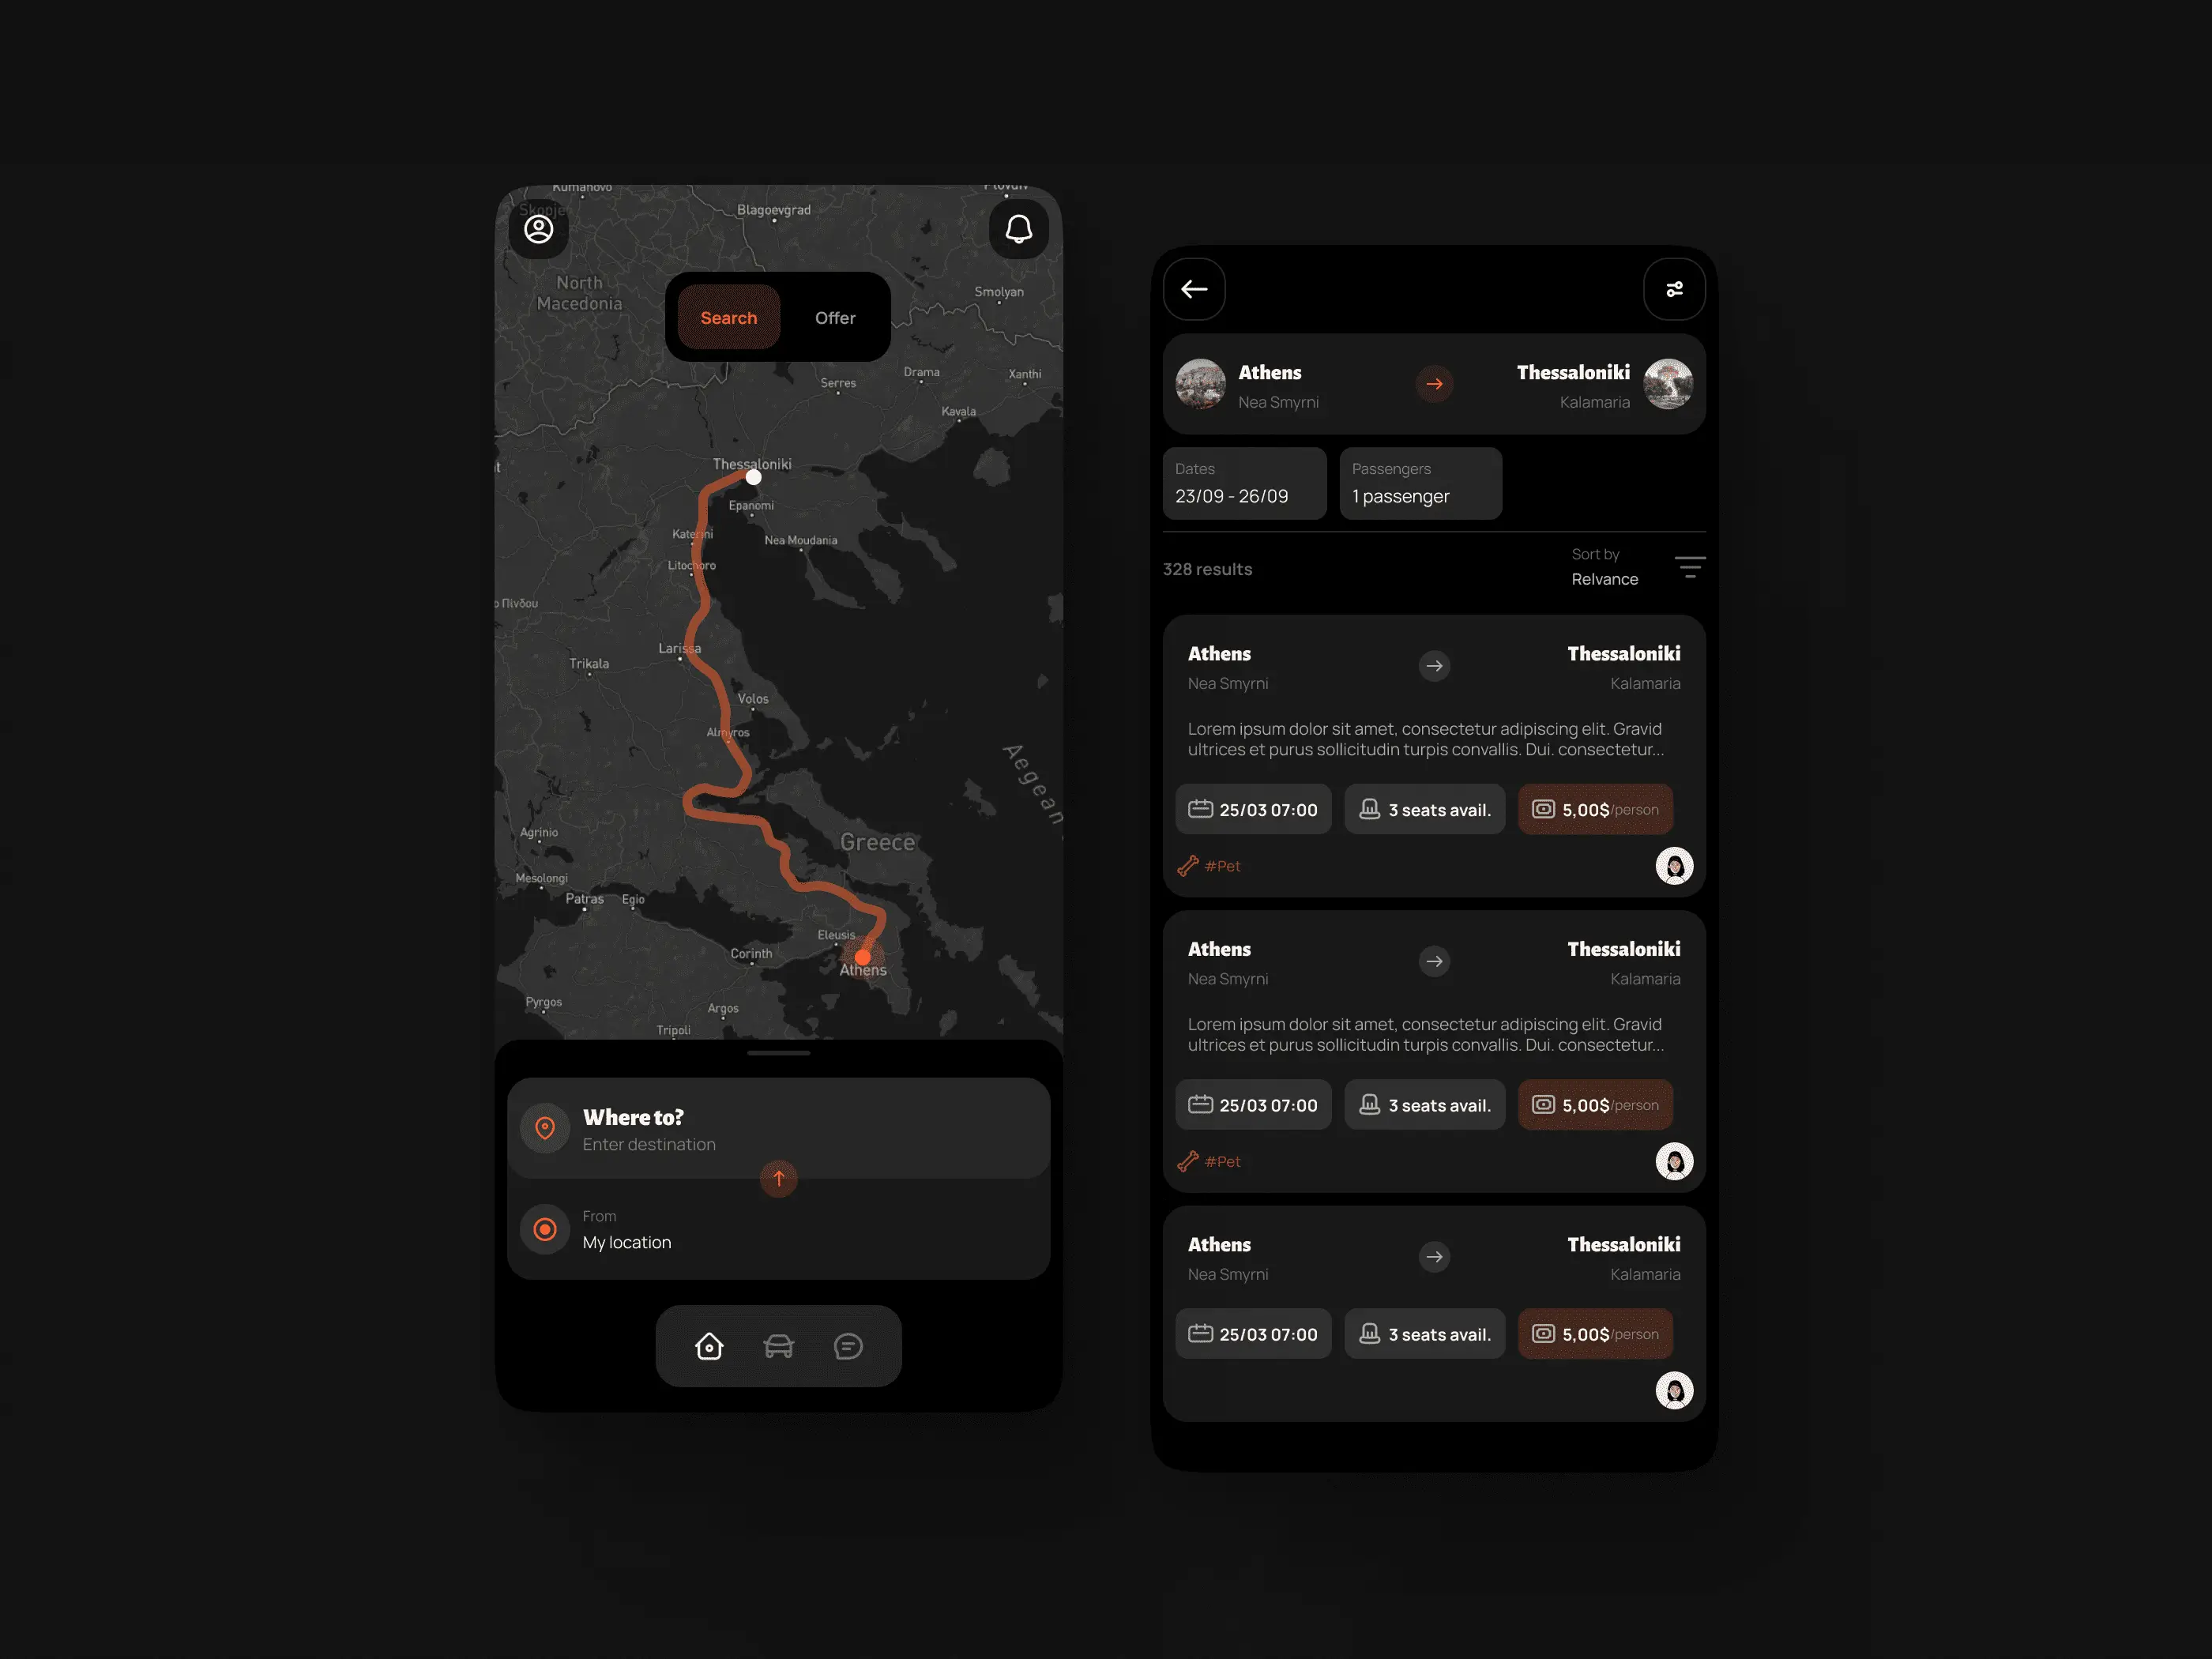 Kumanovo
Plovdiv
Skopje
Blagoevgrad
North
Macedonia
Smolyan
Search
Offer
Drama
Xanthi
Serres
Kavala
Thessaloniki
Epanomi
Katerini
Nea Moudania
Litochoro
ο Πίνδου
Larissa
Trikala
Volos
Almyros
Aegean
Agrinio
Greece
Mesolongi
Patras
Egio
Eleusis
Corinth
Athens
Pyrgos
Argos
Tripoli
Where to?
Enter destination
From
My location
Athens
Thessaloniki
Nea Smyrni
Kalamaria
Dates
Passengers
23/09 - 26/09
1 passenger
328 results
Sort by
Relvance
Athens
Thessaloniki
Nea Smyrni
Kalamaria
Lorem ipsum dolor sit amet, consectetur adipiscing elit. Gravid
ultrices et purus sollicitudin turpis convallis. Dui. consectetur...
25/03 07:00
3 seats avail.
5,00$/person
#Pet
Athens
Thessaloniki
Nea Smyrni
Kalamaria
Lorem ipsum dolor sit amet, consectetur adipiscing elit. Gravid
ultrices et purus sollicitudin turpis convallis. Dui. consectetur...
25/03 07:00
3 seats avail.
5,00$/person
#Pet
Athens
Thessaloniki
Nea Smyrni
Kalamaria
25/03 07:00
3 seats avail.
5,00$/person